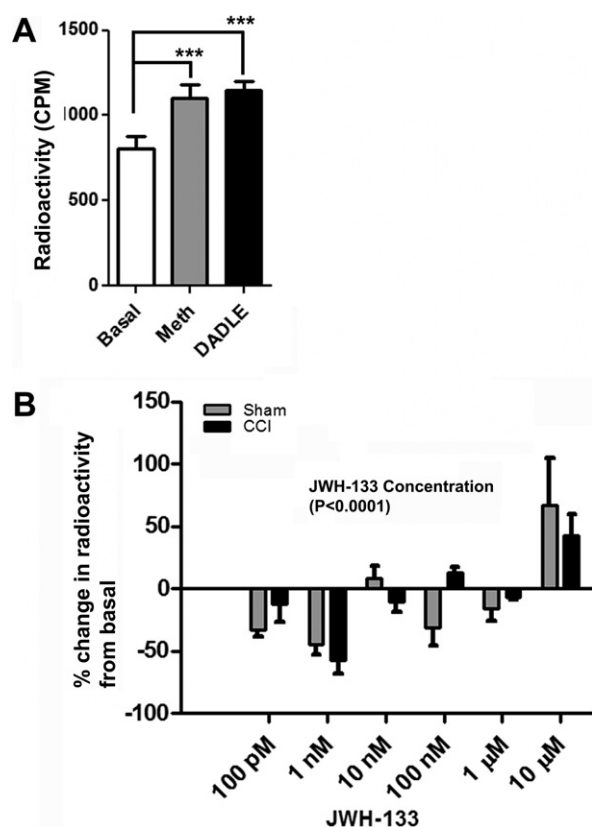 A
Radioactivity (CPM)
1500
1000
500
0
***
***
Basal
Meth
DADLE
B
% change in radioactivity
from basal
150
100
50
0
-50
-100
Sham
CCI
JWH-133 Concentration
(P<0.0001)
100 pM
1 nM
10 nM
100 nM
1 µM
10 µM
JWH-133